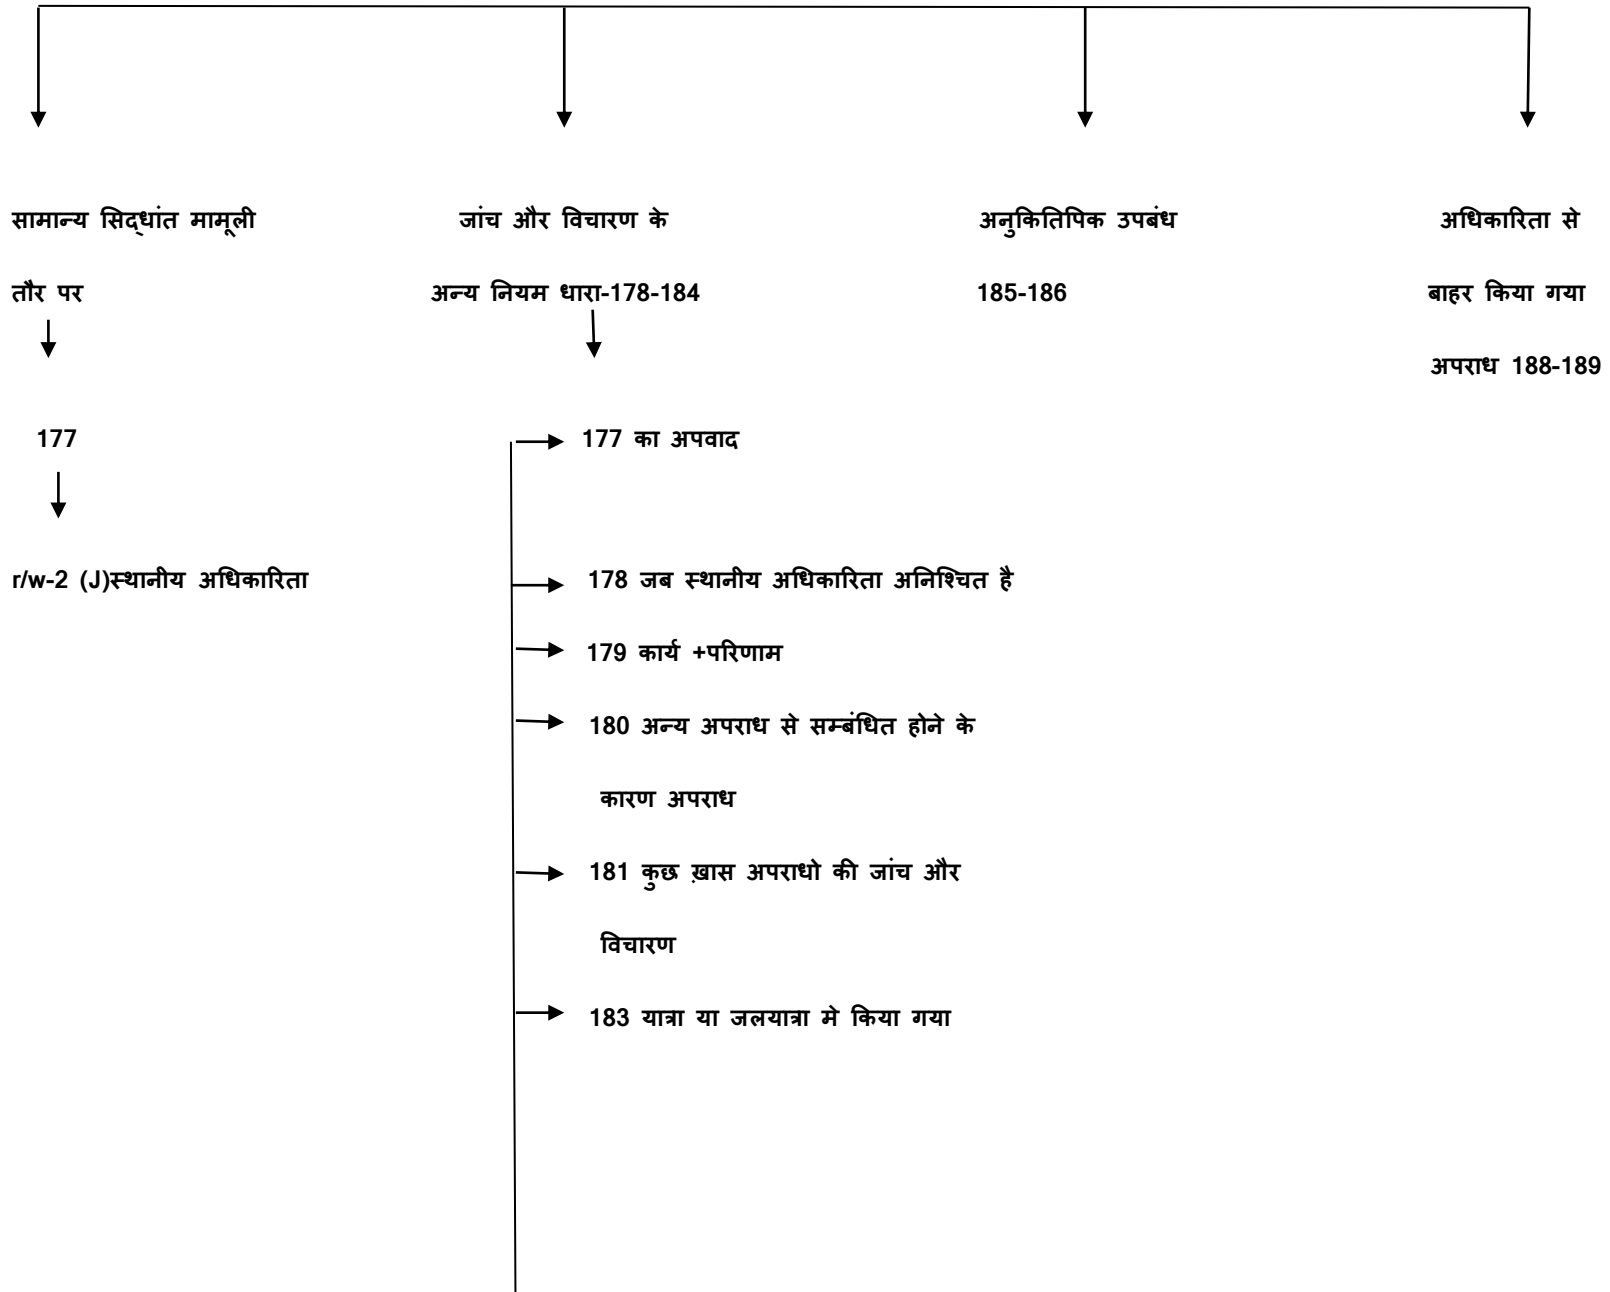 सामान्य सिद्धांत मामूली
तौर पर
177
r/w-2 (J)स्थानीय अधिकारिता
जांच और विचारण के
अन्य नियम धारा-178-184
177 का अपवाद
178 जब स्थानीय अधिकारिता अनिश्चित है
179 कार्य +परिणाम
180 अन्य अपराध से सम्बंधित होने के
कारण अपराध
181 कुछ ख़ास अपराधो की जांच और
विचारण
183 यात्रा या जलयात्रा मे किया गया
अनुकितिपिक उपबंध
185-186
अधिकारिता से
बाहर किया गया
अपराध 188-189